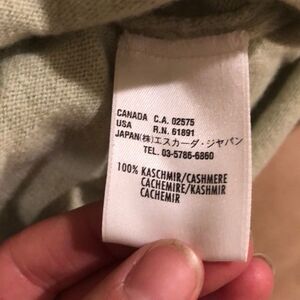 CANADA C.A. 02575
USA R.N. 61891
JAPAN(株)エスカーダ・ジャパン
TEL. 03-5786-6860
100% KASCHMIR/CASHMERE
CACHEMIRE/KASHMIR
CACHEMIR